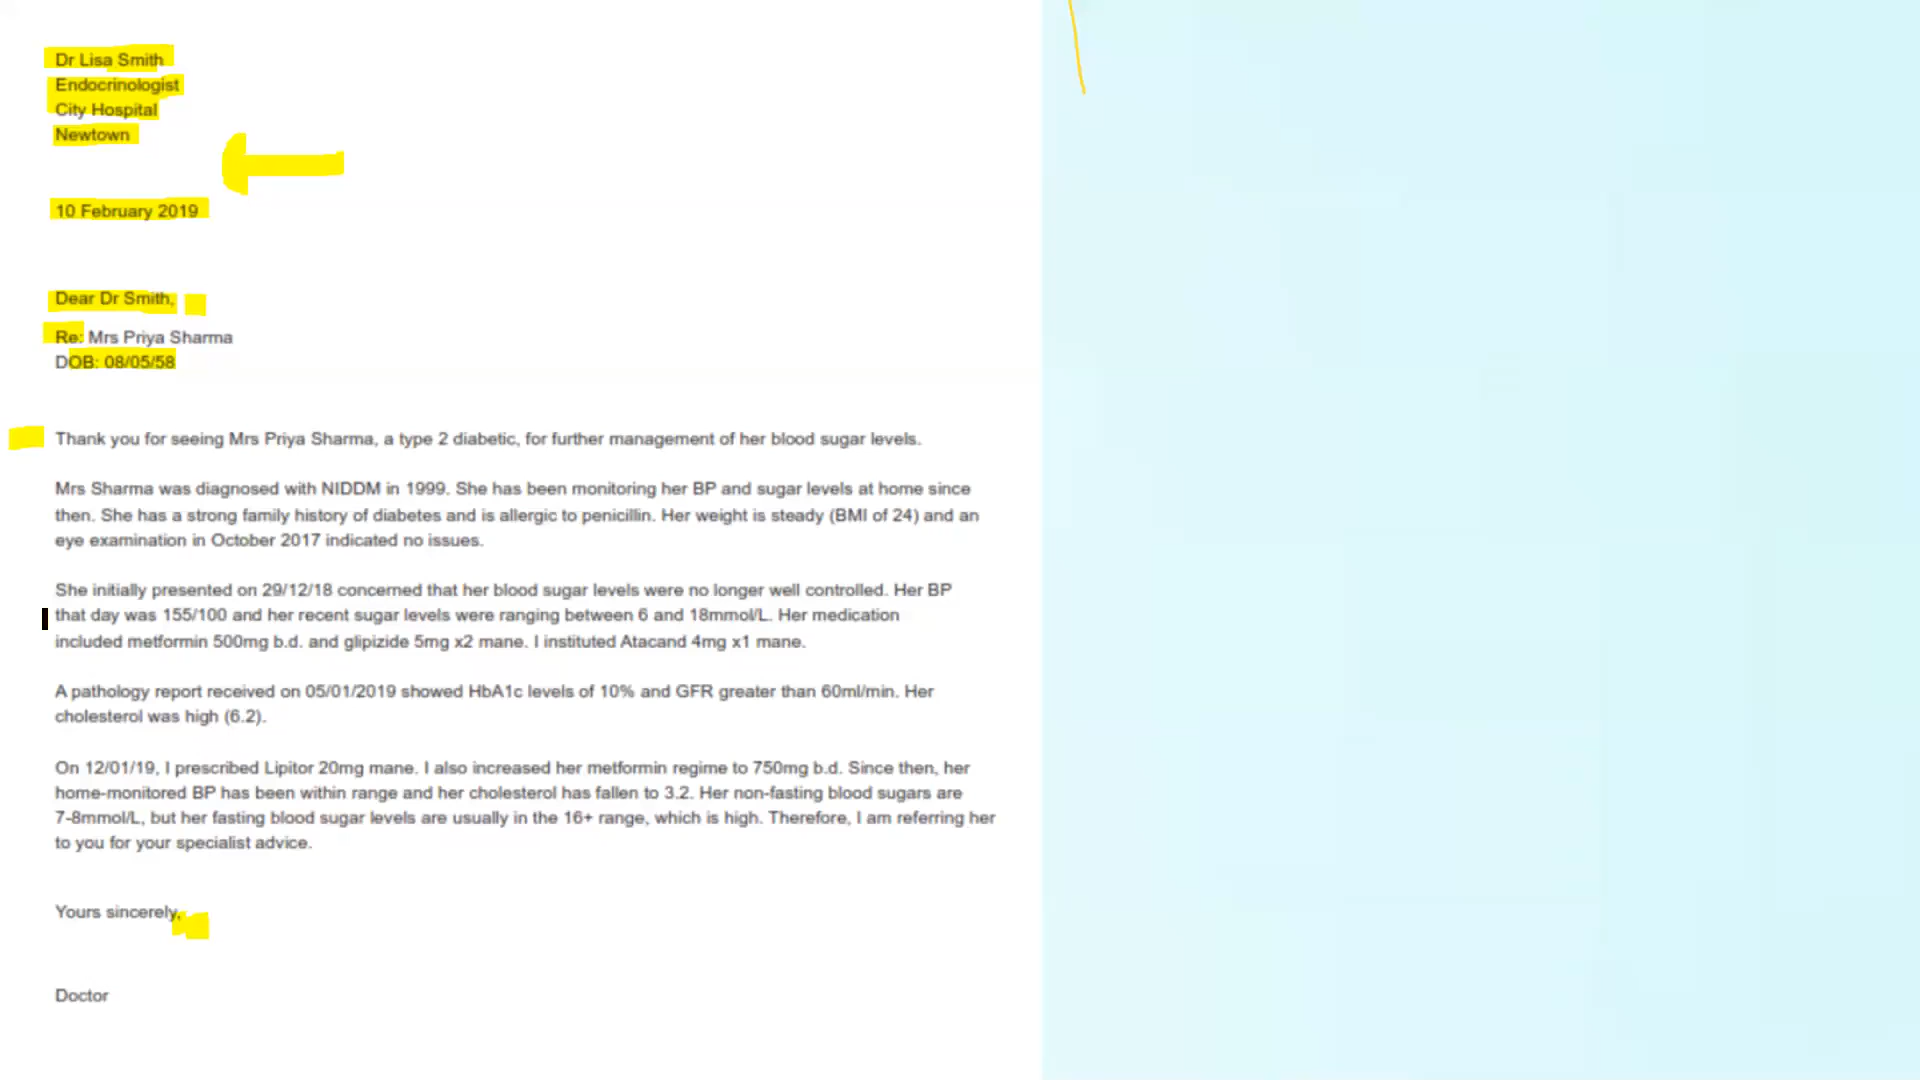 Dr Lisa Smith
Endocrinologist
City Hospital
Newtown
10 February 2019
Dear Dr Smith,
Re: Mrs Priya Sharma
DOB: 08/05/58
Thank you for seeing Mrs Priya Sharma, a type 2 diabetic, for further management of her blood sugar levels.
Mrs Sharma was diagnosed with NIDDM in 1999. She has been monitoring her BP and sugar levels at home since
then. She has a strong family history of diabetes and is allergic to penicillin. Her weight is steady (BMI of 24) and an
eye examination in October 2017 indicated no issues.
She initially presented on 29/12/18 concerned that her blood sugar levels were no longer well controlled. Her BP
that day was 155/100 and her recent sugar levels were ranging between 6 and 18mmol/L. Her medication
included metformin 500mg b.d. and glipizide 5mg x2 mane. I instituted Atacand 4mg x1 mane.
A pathology report received on 05/01/2019 showed HbA1c levels of 10% and GFR greater than 60ml/min. Her
cholesterol was high (6.2).
On 12/01/19, I prescribed Lipitor 20mg mane. I also increased her metformin regime to 750mg b.d. Since then, her
home-monitored BP has been within range and her cholesterol has fallen to 3.2. Her non-fasting blood sugars are
7-8mmol/L, but her fasting blood sugar levels are usually in the 16+ range, which is high. Therefore, I am referring her
to you for your specialist advice.
Yours sincerely,
Doctor